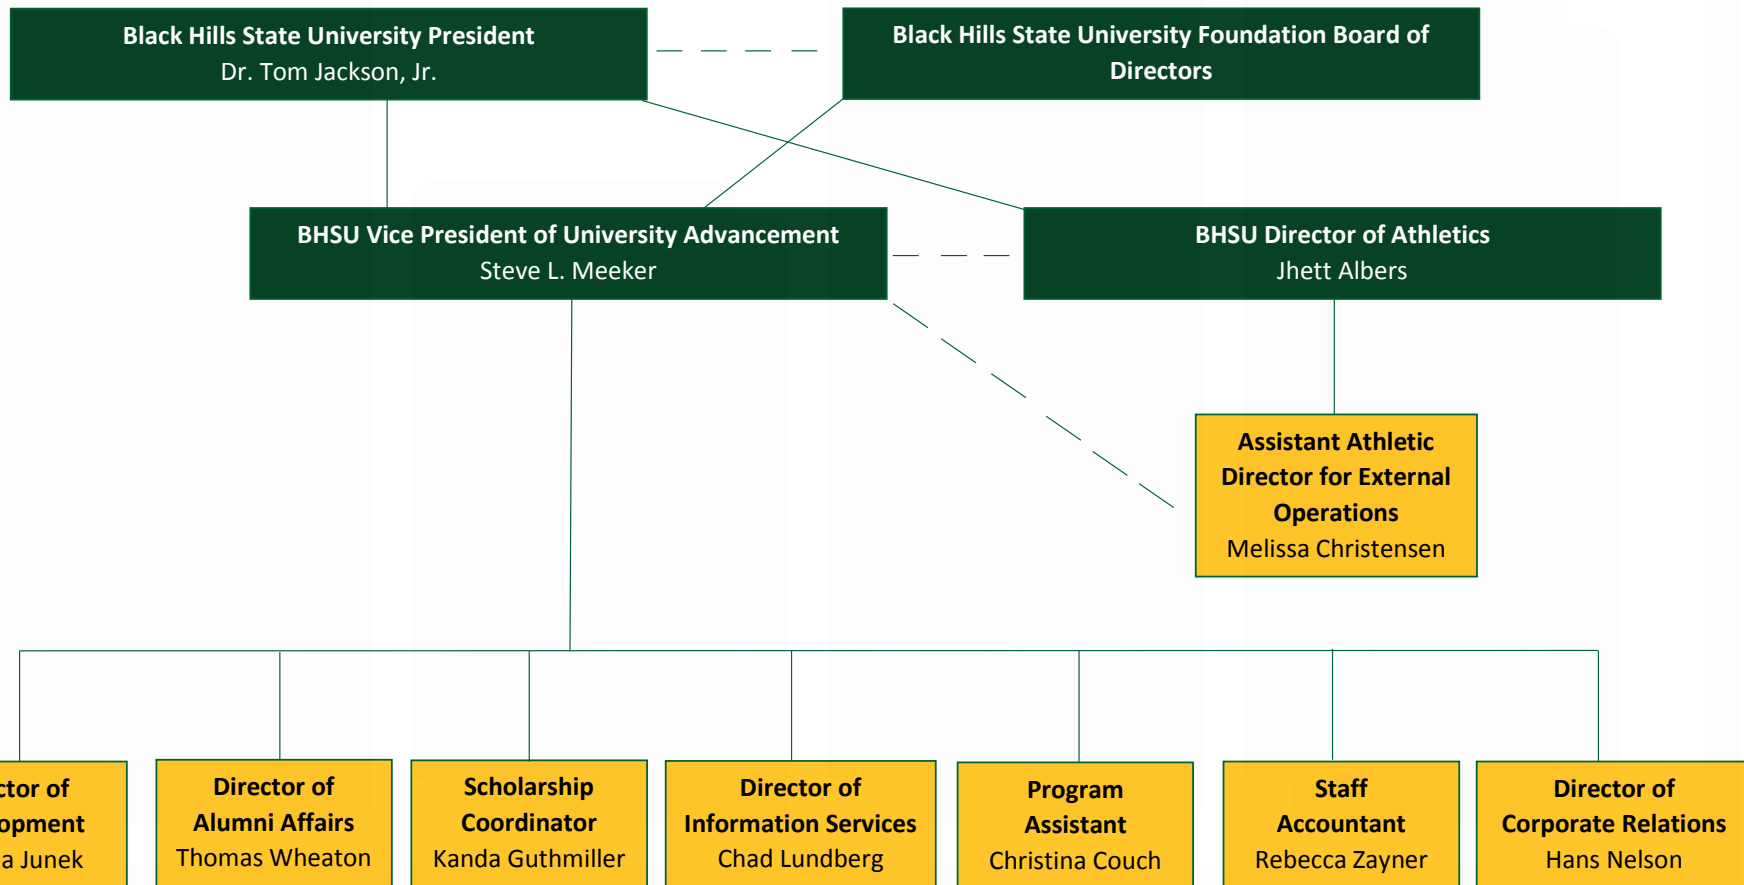 Black Hills State University President
Dr. Tom Jackson, Jr.
Black Hills State University Foundation Board of
Directors
BHSU Vice President of University Advancement
Steve L. Meeker
BHSU Director of Athletics
Jhett Albers
Assistant Athletic
Director for External
Operations
Melissa Christensen
of
Junek
Director of
Alumni Affairs
Thomas Wheaton
Scholarship
Coordinator
Kanda Guthmiller
Director of
Information Services
Chad Lundberg
Program
Assistant
Christina Couch
Staff
Accountant
Rebecca Zayner
Director of
Corporate Relations
Hans Nelson